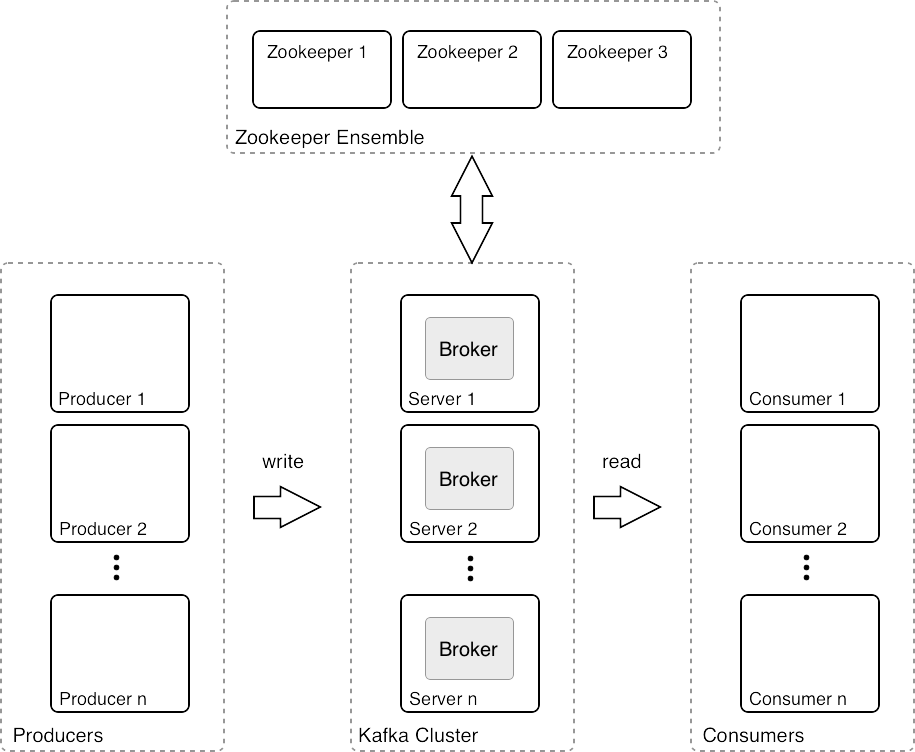 Zookeeper 1
Zookeeper 2
Zookeeper 3
Zookeeper Ensemble
Producer 1
Producer 2
Producer n
Producers
write
Broker
Server 1
Broker
Server 2
Broker
Server n
Kafka Cluster
read
Consumer 1
Consumer 2
Consumer n
Consumers